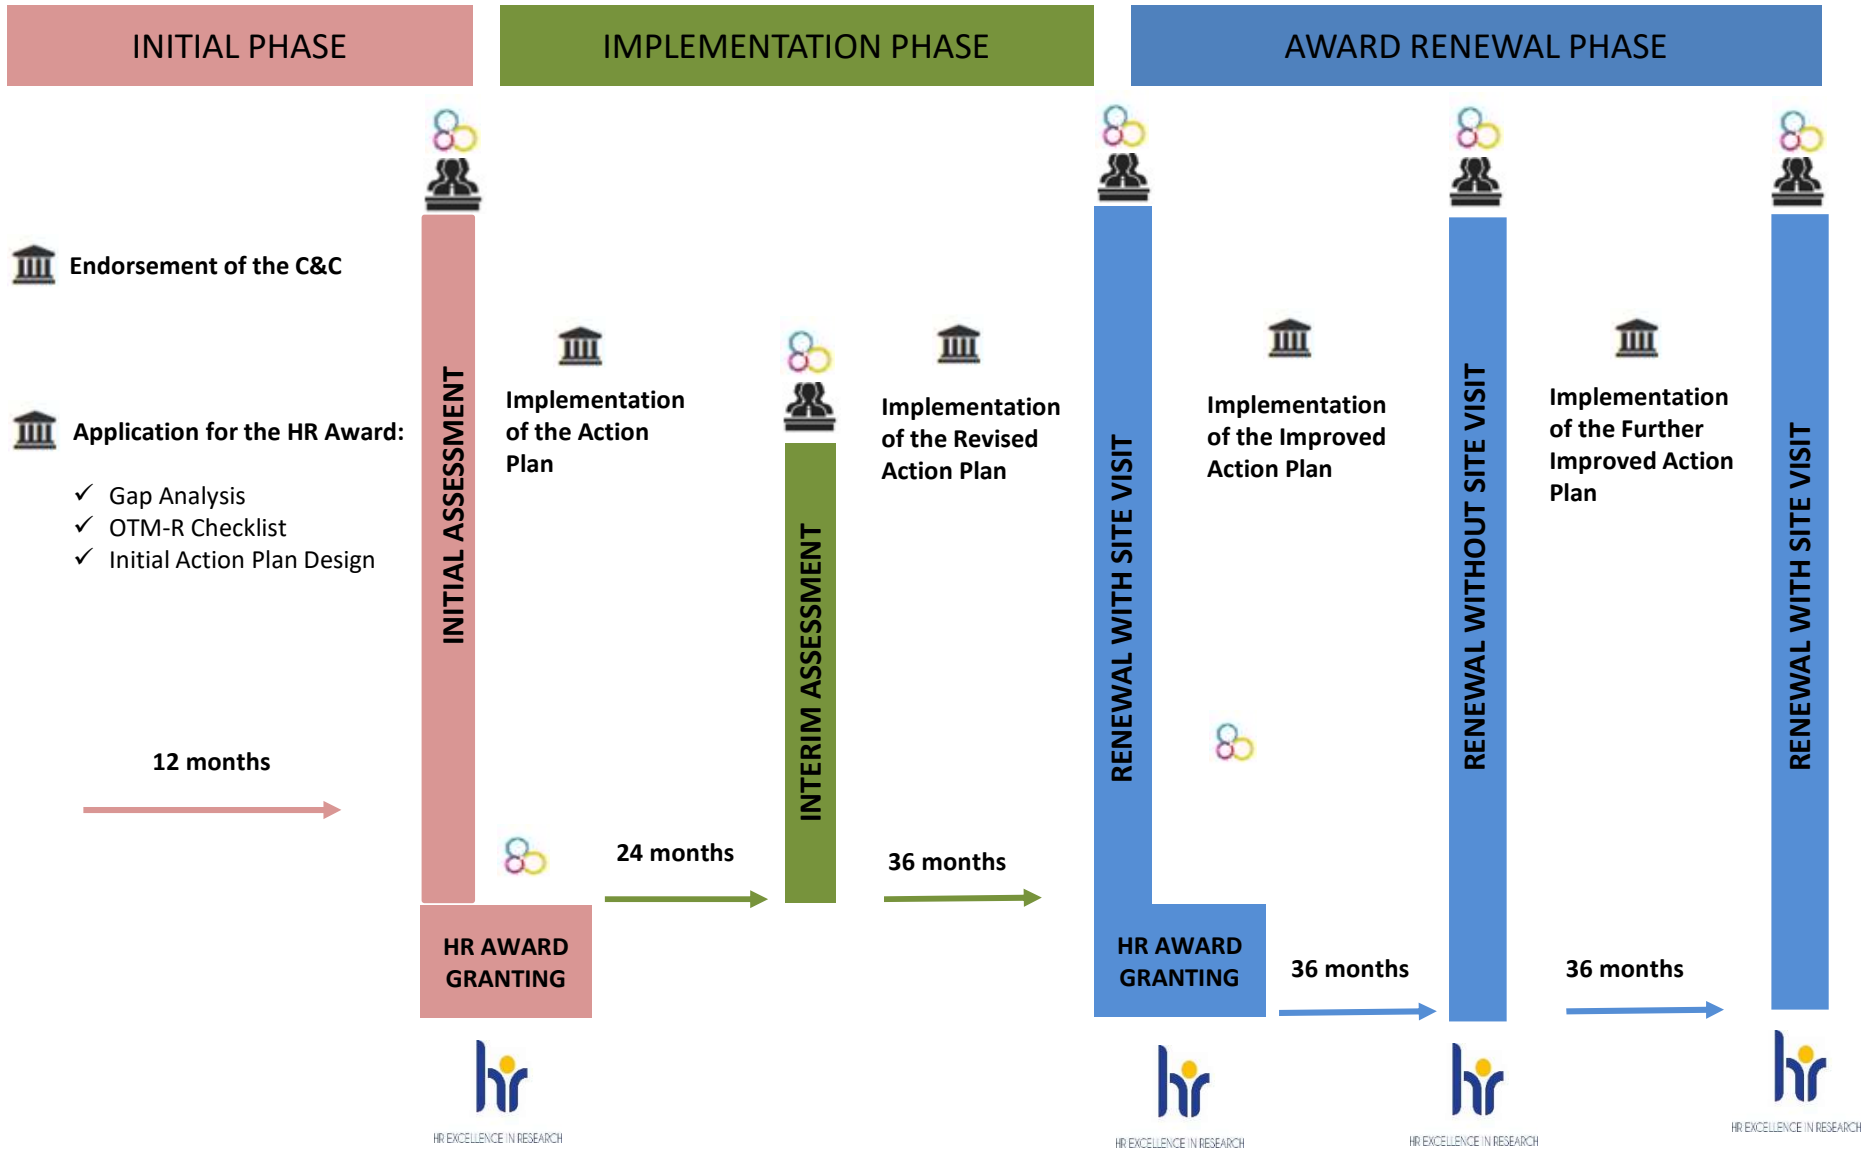 INITIAL PHASE
IMPLEMENTATION PHASE
AWARD RENEWAL PHASE
Endorsement of the C&C
Application for the HR Award:
✓ Gap Analysis
✓ OTM-R Checklist
✓ Initial Action Plan Design
12 months
INITIAL ASSESSMENT
HR AWARD
GRANTING
hr
HR EXCELLENCE IN RESEARCH
Implementation
of the Action
Plan
24 months
INTERIM ASSESSMENT
Implementation
of the Revised
Action Plan
36 months
RENEWAL WITH SITE VISIT
HR AWARD
GRANTING
hr
HR EXCELLENCE IN RESEARCH
Implementation
of the Improved
Action Plan
36 months
RENEWAL WITHOUT SITE VISIT
hr
HR EXCELLENCE IN RESEARCH
Implementation
of the Further
Improved Action
Plan
36 months
RENEWAL WITH SITE VISIT
hr
HR EXCELLENCE IN RESEARCH